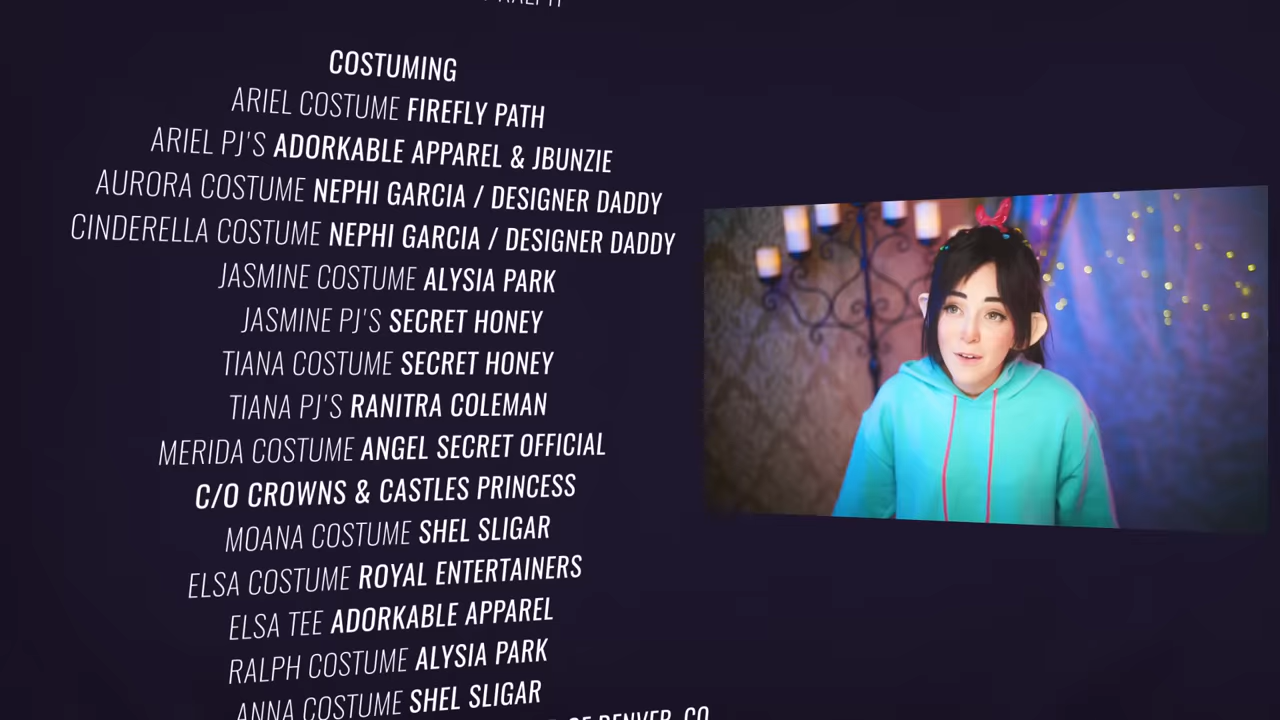 COSTUMING
ARIEL COSTUME FIREFLY PATH
ARIEL PJ'S ADORKABLE APPAREL & JBUNZIE
AURORA COSTUME NEPHI GARCIA / DESIGNER DADDY
CINDERELLA COSTUME NEPHI GARCIA / DESIGNER DADDY
JASMINE COSTUME ALYSIA PARK
JASMINE PJ'S SECRET HONEY
TIANA COSTUME SECRET HONEY
TIANA PJ'S RANITRA COLEMAN
MERIDA COSTUME ANGEL SECRET OFFICIAL
C/O CROWNS & CASTLES PRINCESS
MOANA COSTUME SHEL SLIGAR
ELSA COSTUME ROYAL ENTERTAINERS
ELSA TEE ADORKABLE APPAREL
RALPH COSTUME ALYSIA PARK
ANNA COSTUME SHEL SLIGAR
OF DENVER, CO